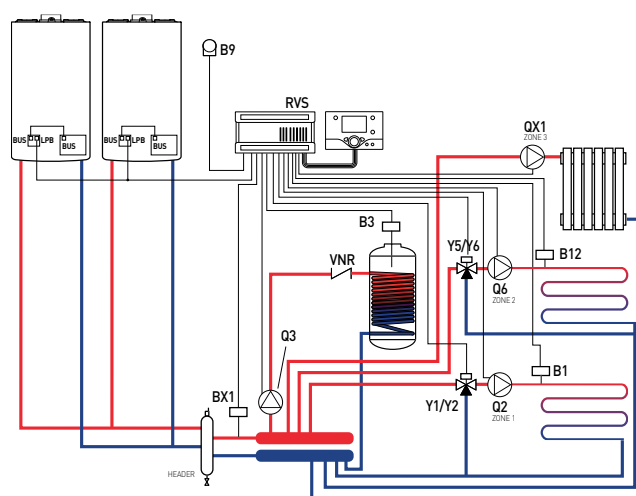 B9
RVS
BUS LPB
BUS
BUS LPB
BUS
QX1
ZONE 3
B3
Y5/Y6
B12
VNR
Q6
ZONE 2
Q3
B1
BX1
Y1/Y2
Q2
ZONE 1
HEADER